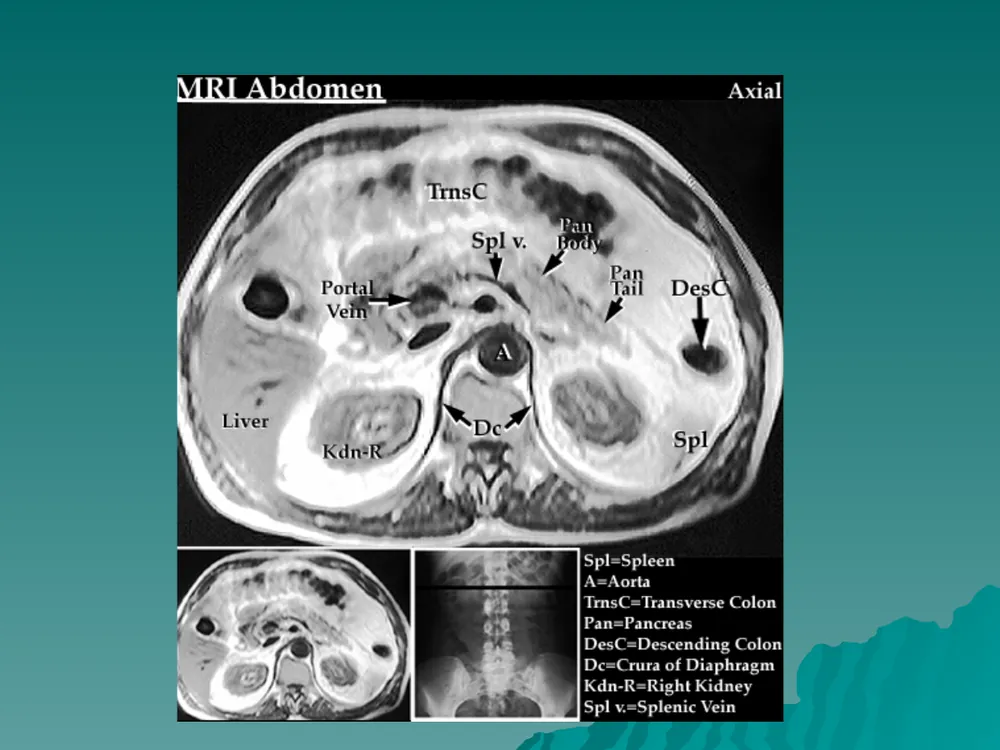 MRI Abdomen
Axial
TrnsC
Pan
Body
Spl v.
Pan
Tail
DesC
Portal
Vein
A
Liver
Dc
Spl
Kdn-R
Spl=Spleen
A=Aorta
TrnsC=Transverse Colon
Pan=Pancreas
DesC=Descending Colon
Dc=Crura of Diaphragm
Kdn-R=Right Kidney
Spl v.=Splenic Vein